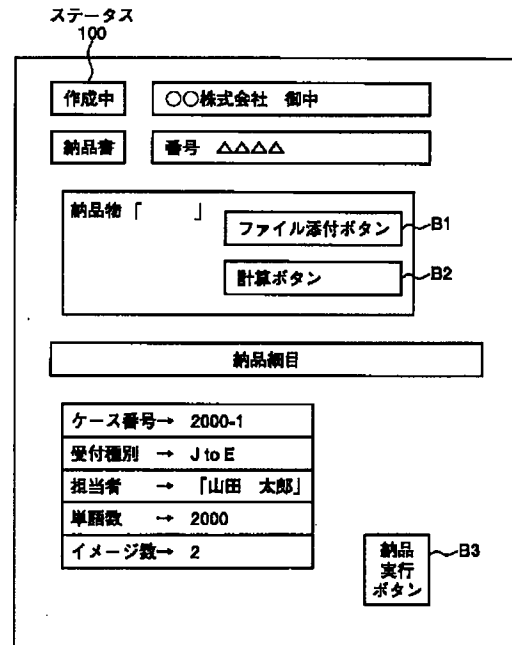 ステータス
100
作成中
〇〇株式会社 御中
納品書
番号 △△△△
納品物「 」
ファイル添付ボタン
B1
計算ボタン
B2
納品細目
ケース番号→ 2000-1
受付種別 → J to E
担当者 → 「山田 太郎」
単語数 → 2000
イメージ数→ 2
納品
実行
ボタン
B3